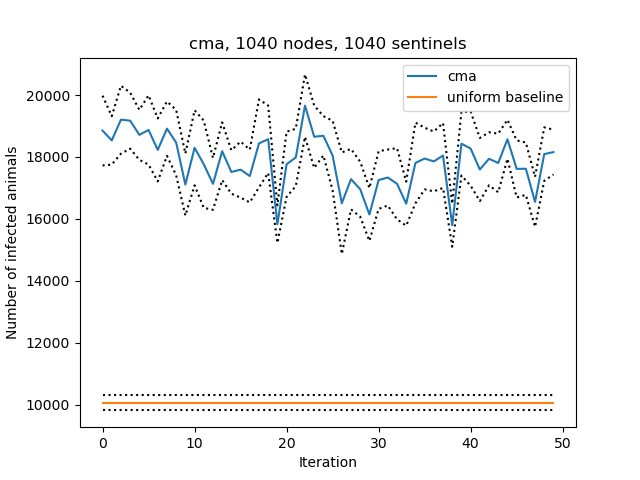 cma, 1040 nodes, 1040 sentinels
cma
uniform baseline
Number of infected animals
20000
18000
16000
14000
12000
10000
0 10 20 30 40 50
Iteration